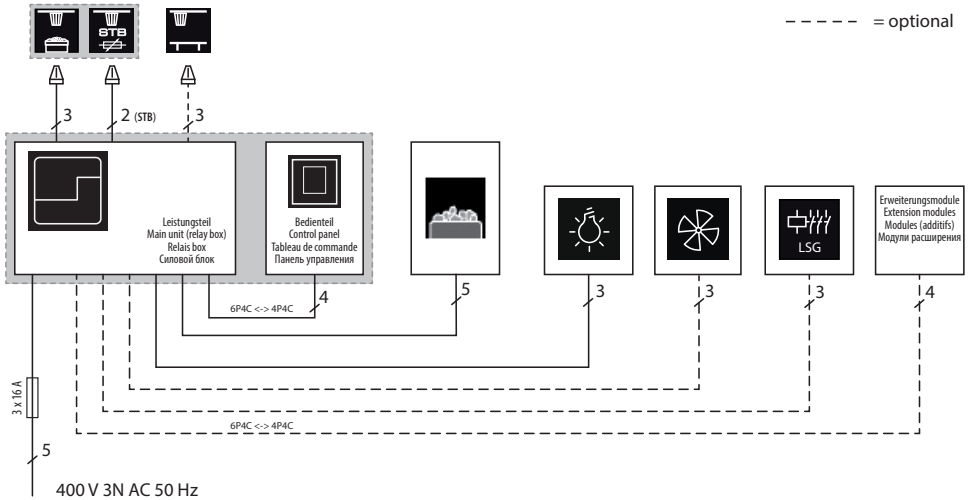 = optional
STB
3
2 (STB)
3
Leistungsteil
Main unit (relay box)
Relais box
Силовой блок
Bedienteil
Control panel
Tableau de commande
Панель управления
LSG
Erweiterungsmodule
Extension modules
Modules (additifs)
Модули расширения
4
5
3
3
3
4
6P4C <-> 4P4C
3 x 16 A
6P4C <-> 4P4C
5
400 V 3N AC 50 Hz